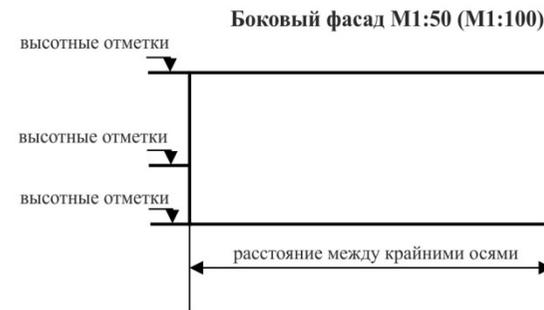 Боковый фасад М1:50 (М1:100)
высотные отметки
высотные отметки
высотные отметки
расстояние между крайними осями